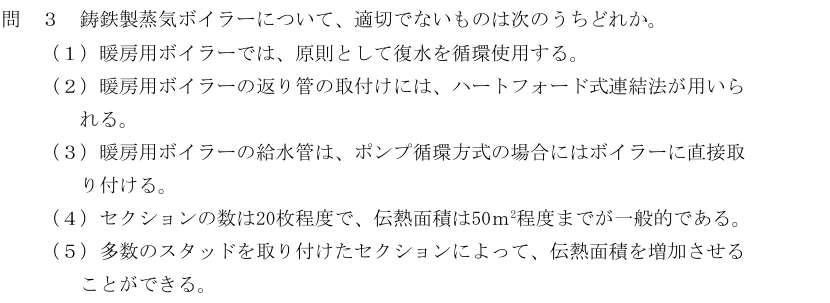 問　３　鋳鉄製蒸気ボイラーについて、適切でないものは次のうちどれか。
（１）暖房用ボイラーでは、原則として復水を循環使用する。
（２）暖房用ボイラーの返り管の取付けには、ハートフォード式連結法が用いら
れる。
（３）暖房用ボイラーの給水管は、ポンプ循環方式の場合にはボイラーに直接取
り付ける。
（４）セクションの数は20枚程度で、伝熱面積は50ｍ²程度までが一般的である。
（５）多数のスタッドを取り付けたセクションによって、伝熱面積を増加させる
ことができる。